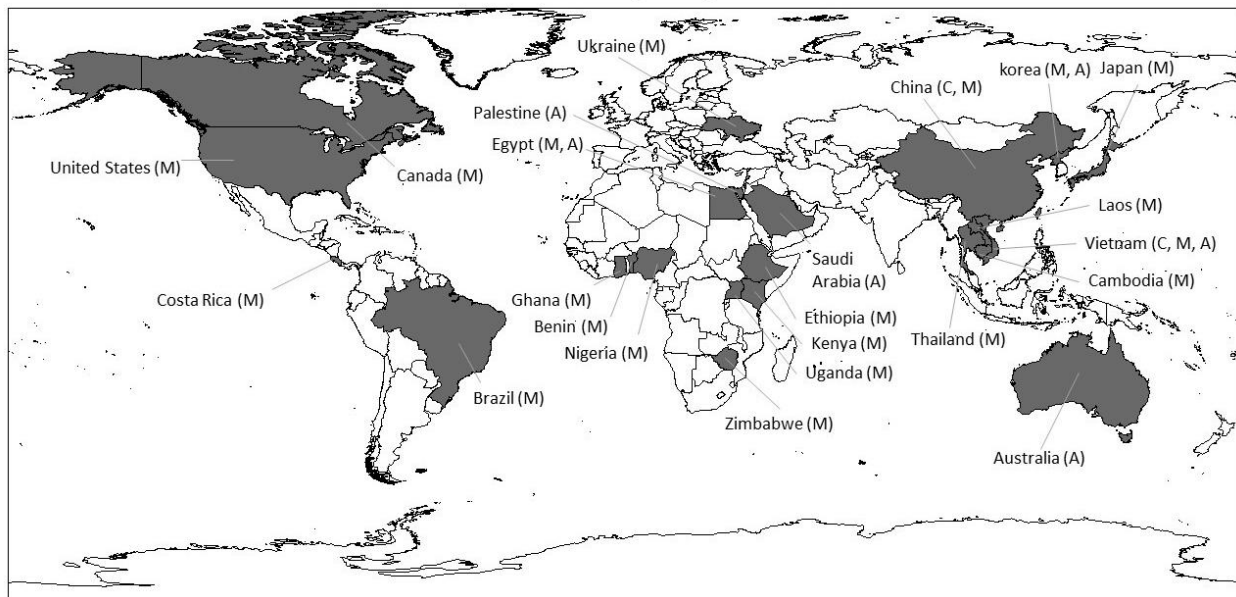 Ukraine (M)
korea (M, A)
Japan (M)
China (C, M)
Palestine (A)
Egypt (M, A)
United States (M)
Canada (M)
Laos (M)
Vietnam (C, M, A)
Saudi
Arabia (A)
Cambodia (M)
Costa Rica (M)
Ghana (M)
Benin (M)
Nigeria (M)
Ethiopia (M)
Kenya (M)
Uganda (M)
Thailand (M)
Brazil (M)
Zimbabwe (M)
Australia (A)